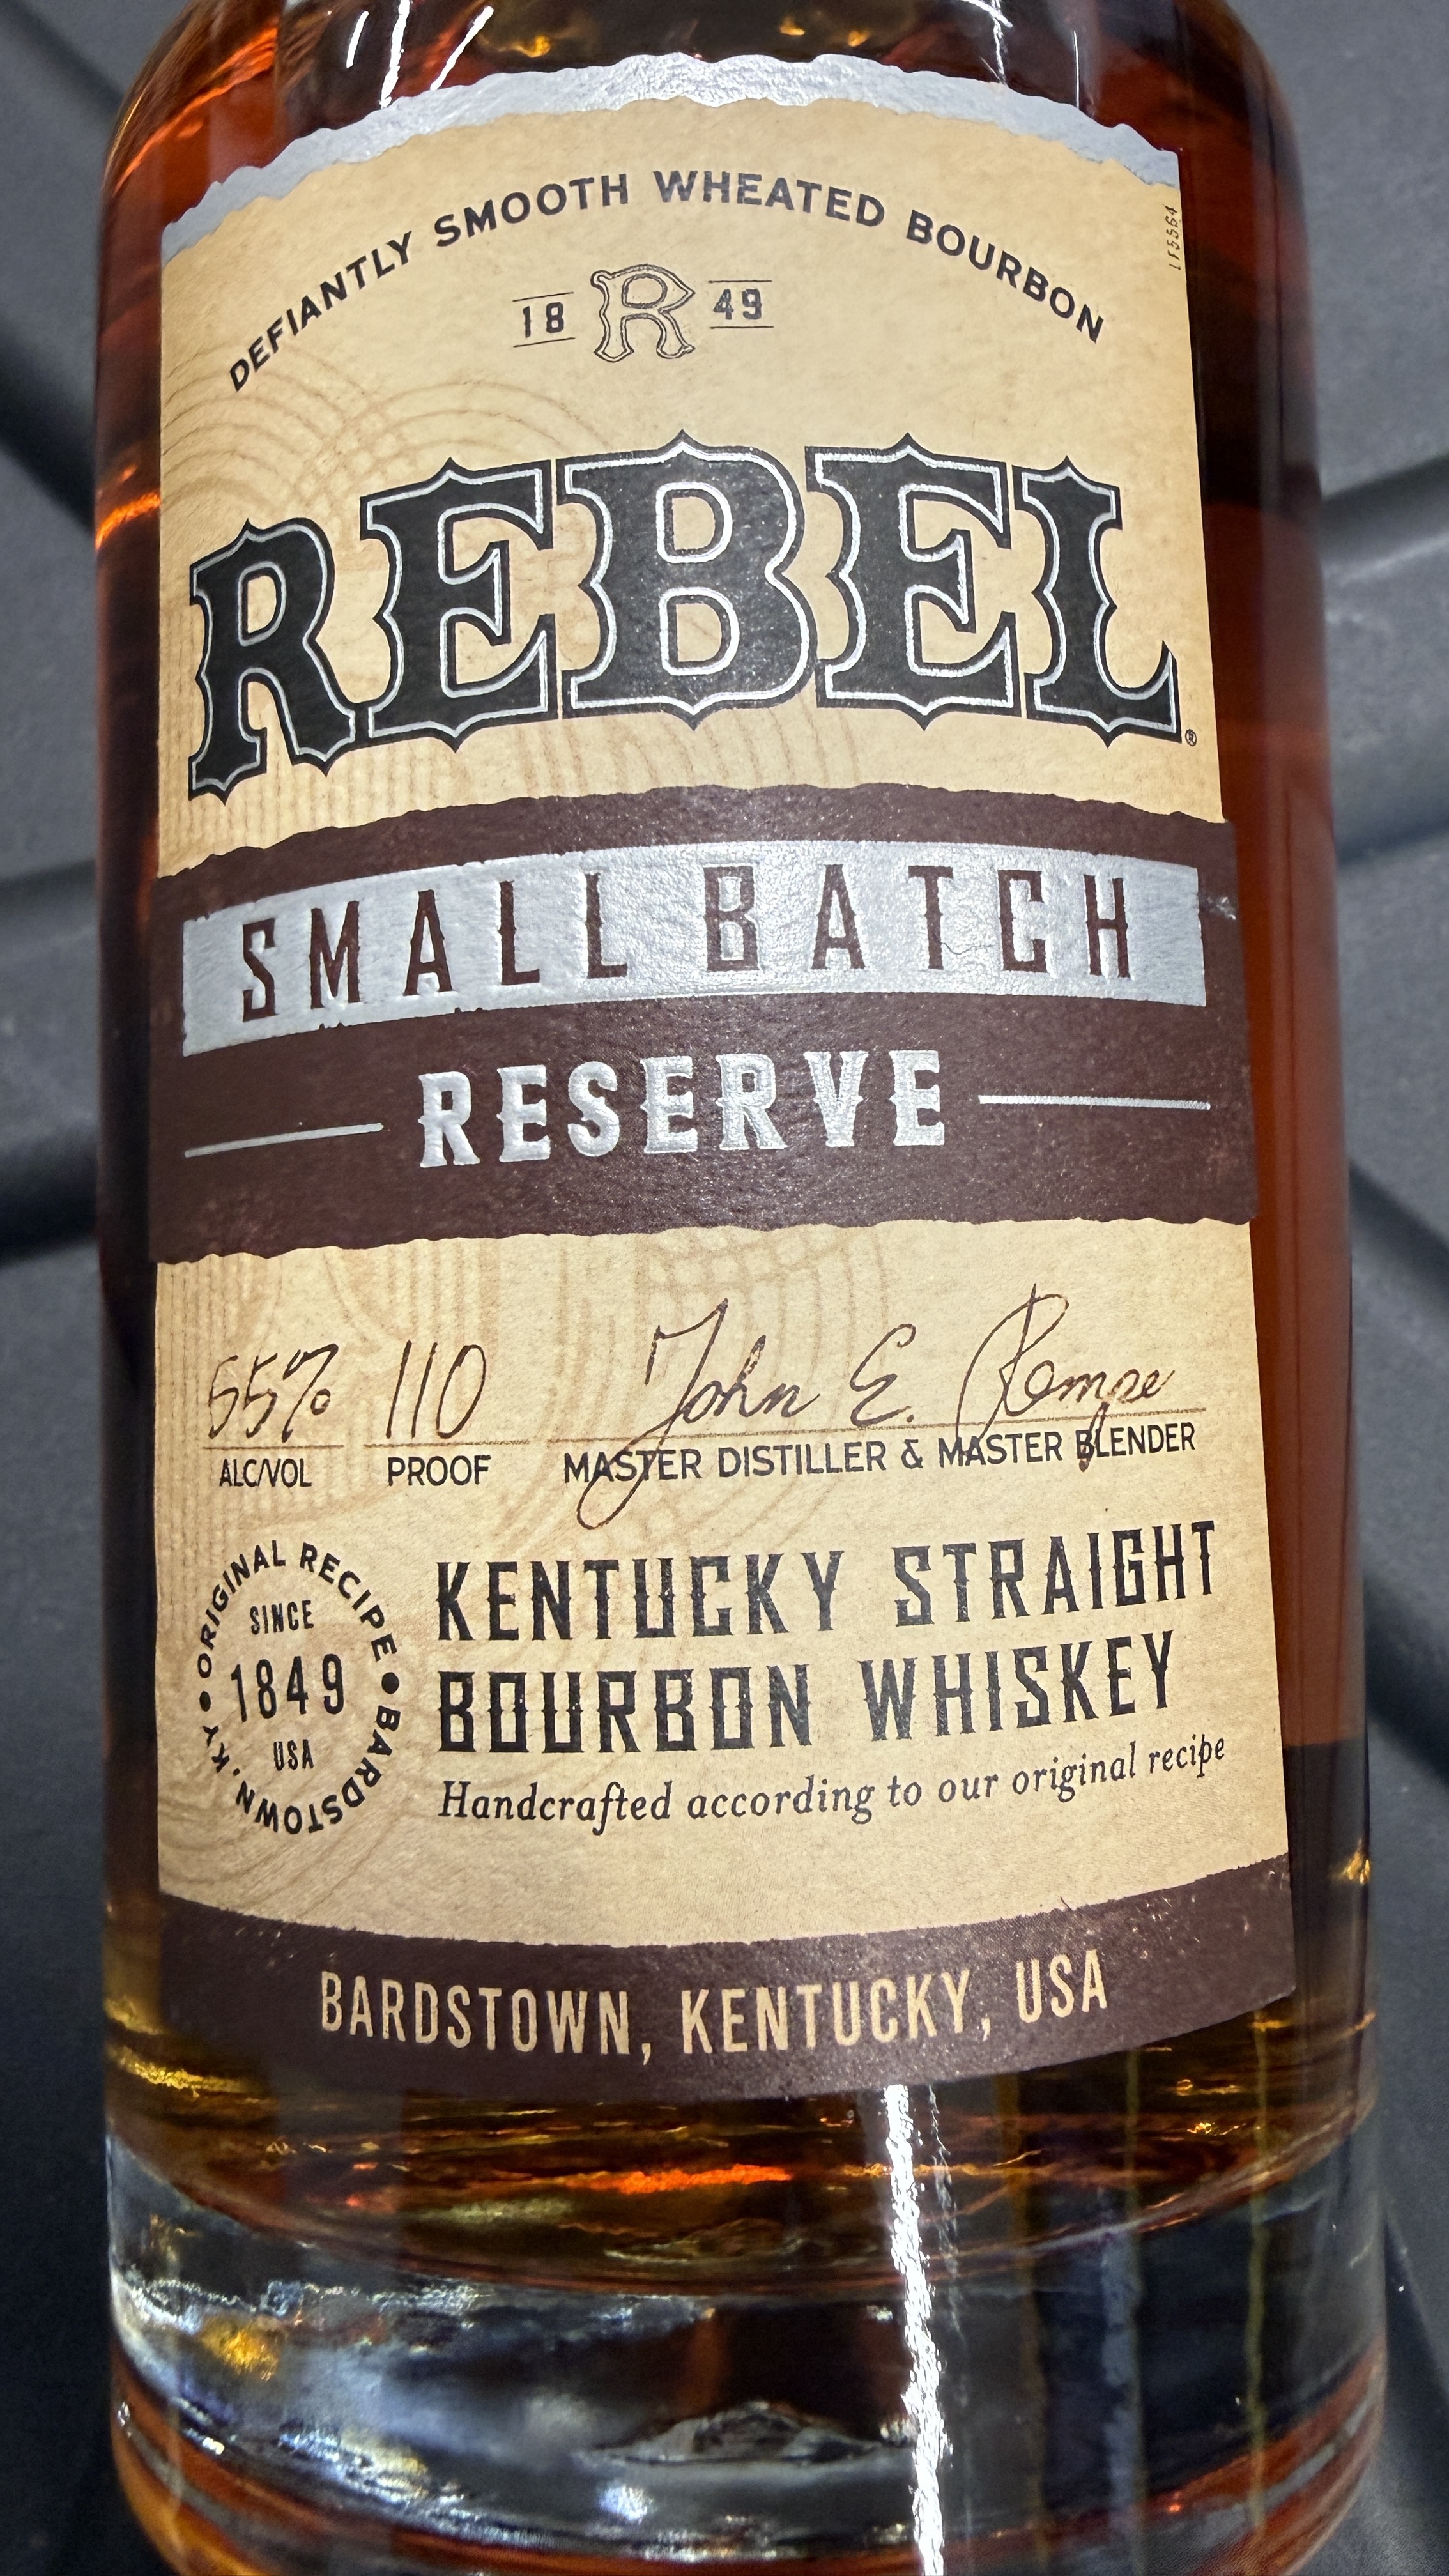 DEFIANTLY SMOOTH WHEATED BOURBON
18 R 49
REBEL®
SMALL BATCH
RESERVE
55% 110 John E. Rempe
ALC/VOL PROOF MASTER DISTILLER & MASTER BLENDER
ORIGINAL RECIPE • BARDSTOWN, KY •
SINCE
1849
USA
KENTUCKY STRAIGHT
BOURBON WHISKEY
Handcrafted according to our original recipe
BARDSTOWN, KENTUCKY, USA